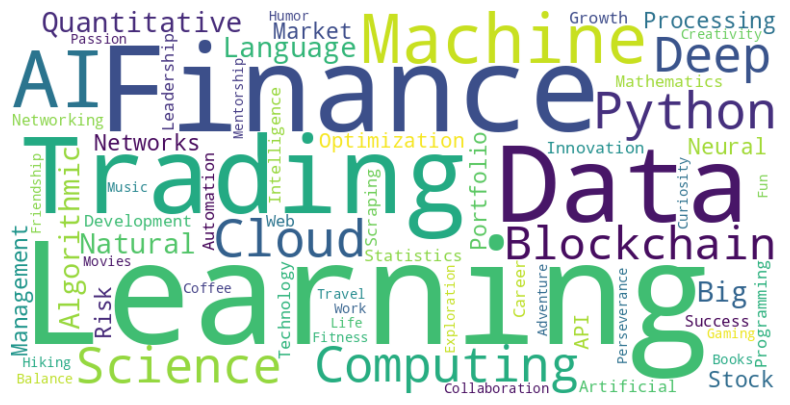 Quantitative
Humor
Growth
Processing
Passion
Market
Machine
Creativity
Language
Leadership
Deep
AI
Finance
Mentorship
Mathematics
Python
Networking
Networks
Optimization
Innovation
Neural
Trading
Data
Intelligence
Friendship
Algorithmic
Music
Automation
Scraping
Portfolio
Curiosity
Fun
Development
Web
Natural
Cloud
Blockchain
Statistics
Movies
Management
Learning
Risk
Coffee
Technology
Travel
Work
Life
Fitness
Exploration
Career
Adventure
API
Perseverance
Big
Success
Programming
Gaming
Hiking
Balance
Science
Computing
Collaboration
Artificial
Books
Stock